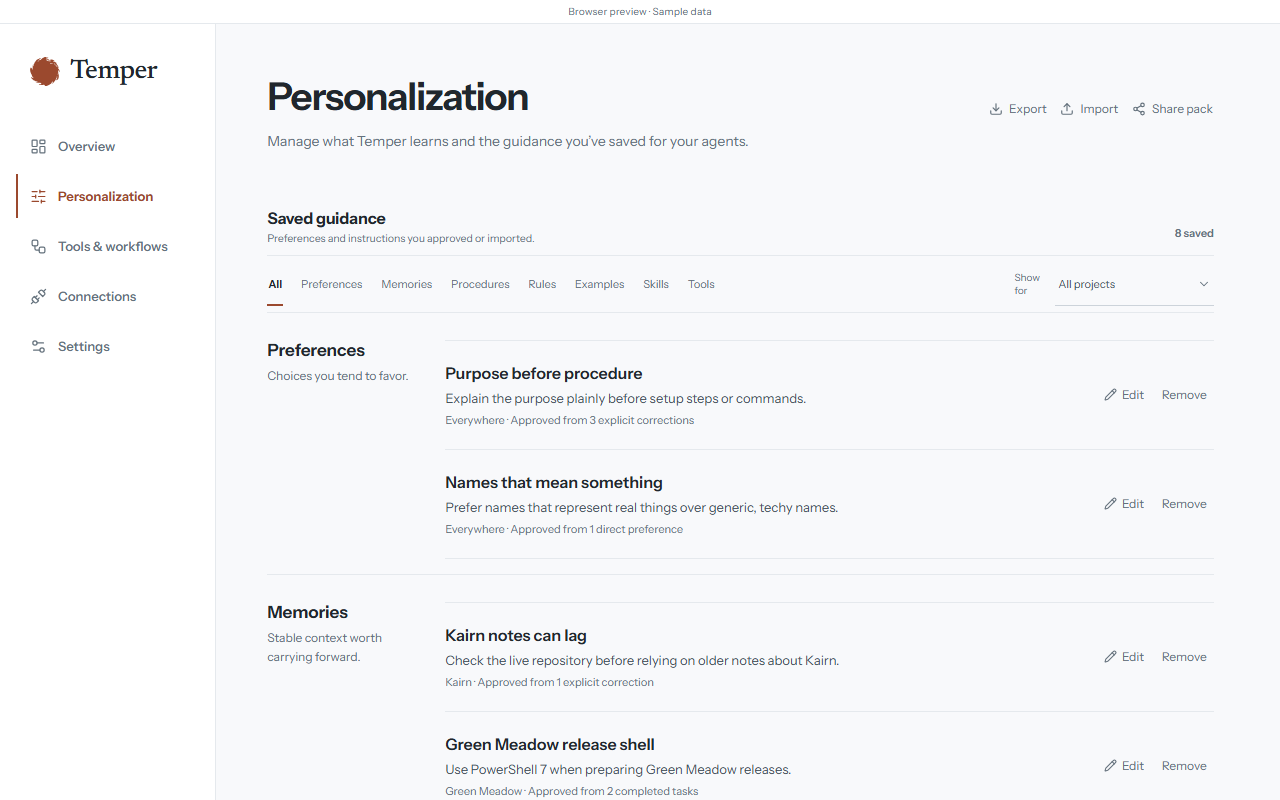 Browser preview · Sample data
Temper
Overview
Personalization
Tools & workflows
Connections
Settings
Personalization
Manage what Temper learns and the guidance you’ve saved for your agents.
Export
Import
Share pack
Saved guidance
Preferences and instructions you approved or imported.
8 saved
All
Preferences
Memories
Procedures
Rules
Examples
Skills
Tools
Show
for
All projects
Preferences
Choices you tend to favor.
Purpose before procedure
Explain the purpose plainly before setup steps or commands.
Everywhere · Approved from 3 explicit corrections
Edit
Remove
Names that mean something
Prefer names that represent real things over generic, techy names.
Everywhere · Approved from 1 direct preference
Edit
Remove
Memories
Stable context worth
carrying forward.
Kairn notes can lag
Check the live repository before relying on older notes about Kairn.
Kairn · Approved from 1 explicit correction
Edit
Remove
Green Meadow release shell
Use PowerShell 7 when preparing Green Meadow releases.
Green Meadow · Approved from 2 completed tasks
Edit
Remove